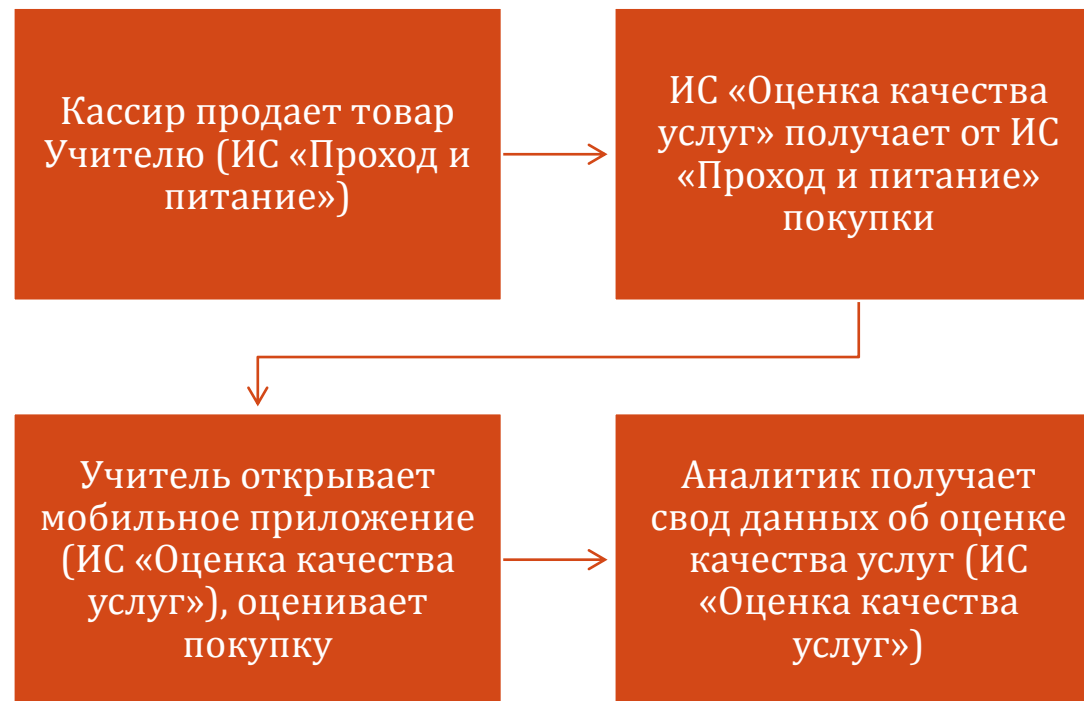 Кассир продает товар
Учителю (ИС «Проход и
питание»)
ИС «Оценка качества
услуг» получает от ИС
«Проход и питание»
покупки
Учитель открывает
мобильное приложение
(ИС «Оценка качества
услуг»), оценивает
покупку
Аналитик получает
свод данных об оценке
качества услуг (ИС
«Оценка качества
услуг»)